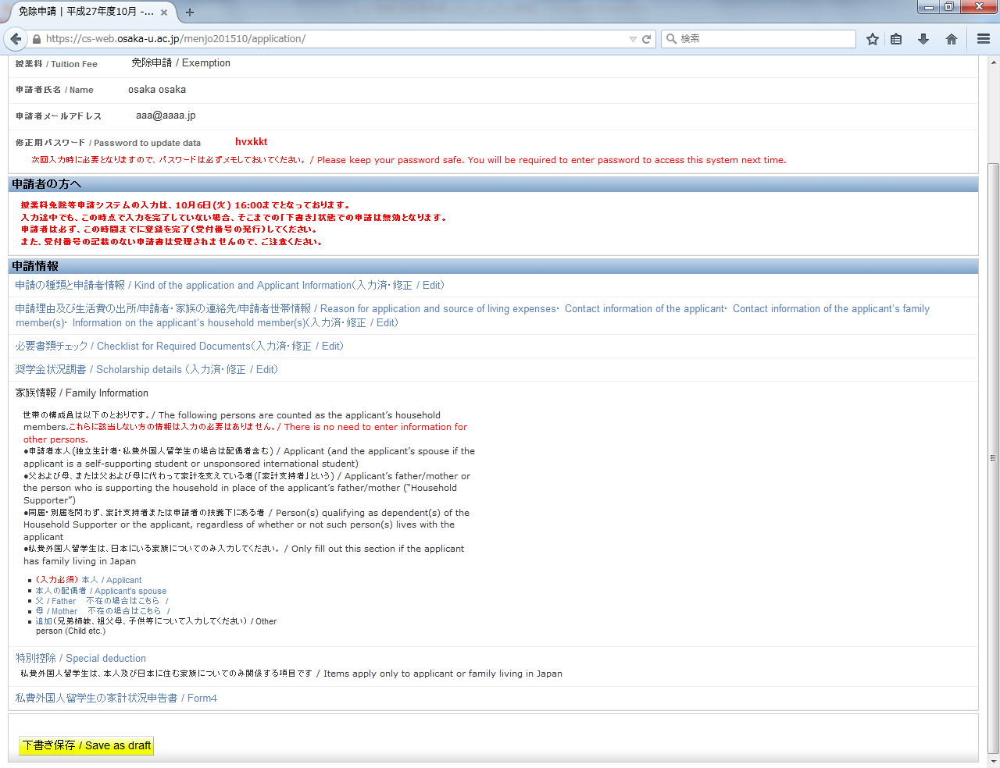 免除申請 | 平成27年度10月 -...
https://cs-web.osaka-u.ac.jp/menjo201510/application/
検索
授業料 / Tuition Fee 免除申請 / Exemption
申請者氏名 / Name osaka osaka
申請者メールアドレス aaa@aaaa.jp
修正用パスワード / Password to update data hvxkkt
次回入力時に必要となりますので、パスワードは必ずメモしておいてください。 / Please keep your password safe. You will be required to enter password to access this system next time.
申請者の方へ
授業料免除等申請システムの入力は、10月6日(火) 16:00までとなっております。
入力途中でも、この時点で入力を完了していない場合、そこまでの「下書き」状態での申請は無効となります。
申請者は必ず、この時間までに登録を完了(受付番号の発行)してください。
また、受付番号の記載のない申請書は受理されませんので、ご注意ください。
申請情報
申請の種類と申請者情報 / Kind of the application and Applicant Information(入力済・修正 / Edit)
申請理由及び生活費の出所/申請者・家族の連絡先/申請者世帯情報 / Reason for application and source of living expenses・ Contact information of the applicant・ Contact information of the applicant's family
member(s)・ Information on the applicant's household member(s)(入力済・修正 / Edit)
必要書類チェック / Checklist for Required Documents(入力済・修正 / Edit)
奨学金状況調書 / Scholarship details (入力済・修正 / Edit)
家族情報 / Family Information
世帯の構成員は以下のとおりです。/ The following persons are counted as the applicant's household
members.これらに該当しない方の情報は入力の必要はありません。/ There is no need to enter information for
other persons.
●申請者本人(独立生計者・私費外国人留学生の場合は配偶者含む) / Applicant (and the applicant's spouse if the
applicant is a self-supporting student or unsponsored international student)
●父および母、または父および母に代わって家計を支えている者(「家計支持者」という) / Applicant's father/mother or
the person who is supporting the household in place of the applicant's father/mother ("Household
Supporter")
●同居・別居を問わず、家計支持者または申請者の扶養下にある者 / Person(s) qualifying as dependent(s) of the
Household Supporter or the applicant, regardless of whether or not such person(s) lives with the
applicant
●私費外国人留学生は、日本にいる家族についてのみ入力してください。 / Only fill out this section if the applicant
has family living in Japan
(入力必須) 本人 / Applicant
本人の配偶者 / Applicant's spouse
父 / Father 不在の場合はこちら /
母 / Mother 不在の場合はこちら /
追加(兄弟姉妹、祖父母、子供等について入力してください) / Other
person (Child etc.)
特別控除 / Special deduction
私費外国人留学生は、本人及び日本に住む家族についてのみ関係する項目です / Items apply only to applicant or family living in Japan
私費外国人留学生の家計状況申告書 / Form4
下書き保存 / Save as draft